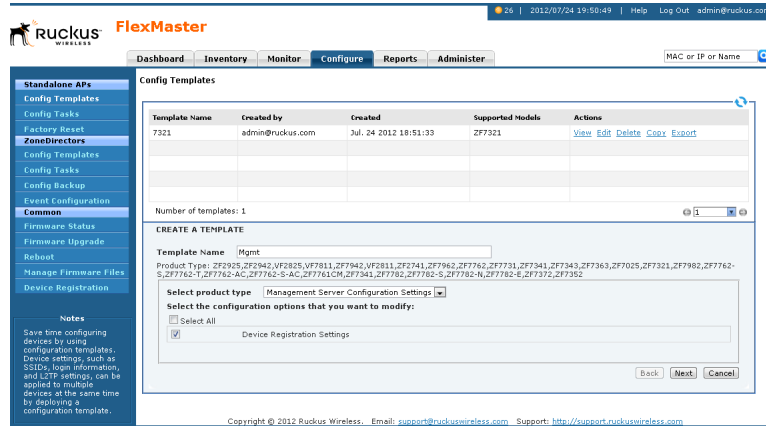 26 | 2012/07/24 19:50:49 | Help Log Out admin@ruckus.com
Ruckus WIRELESS FlexMaster
Dashboard Inventory Monitor Configure Reports Administer MAC or IP or Name
Standalone APs
Config Templates
Config Tasks
Factory Reset
ZoneDirectors
Config Templates
Config Tasks
Config Backup
Event Configuration
Common
Firmware Status
Firmware Upgrade
Reboot
Manage Firmware Files
Device Registration
Notes
Save time configuring
devices by using
configuration templates.
Device settings, such as
SSIDs, login information,
and L2TP settings, can be
applied to multiple
devices at the same time
by deploying a
configuration template.
Config Templates
Template Name Created by Created Supported Models Actions
7321 admin@ruckus.com Jul. 24 2012 18:51:33 ZF7321 View Edit Delete Copy Export
Number of templates: 1 1
CREATE A TEMPLATE
Template Name Mgmt
Product Type: ZF2925,ZF2942,VF2825,VF7811,ZF7942,VF2811,ZF2741,ZF7962,ZF7762,ZF7731,ZF7341,ZF7343,ZF7363,ZF7025,ZF7321,ZF7982,ZF7762-
S,ZF7762-T,ZF7762-AC,ZF7762-S-AC,ZF7761CM,ZF7341,ZF7782,ZF7782-S,ZF7782-N,ZF7782-E,ZF7372,ZF7352
Select product type Management Server Configuration Settings
Select the configuration options that you want to modify:
Select All
Device Registration Settings
Back Next Cancel
Copyright © 2012 Ruckus Wireless. Email: support@ruckuswireless.com Support: http://support.ruckuswireless.com